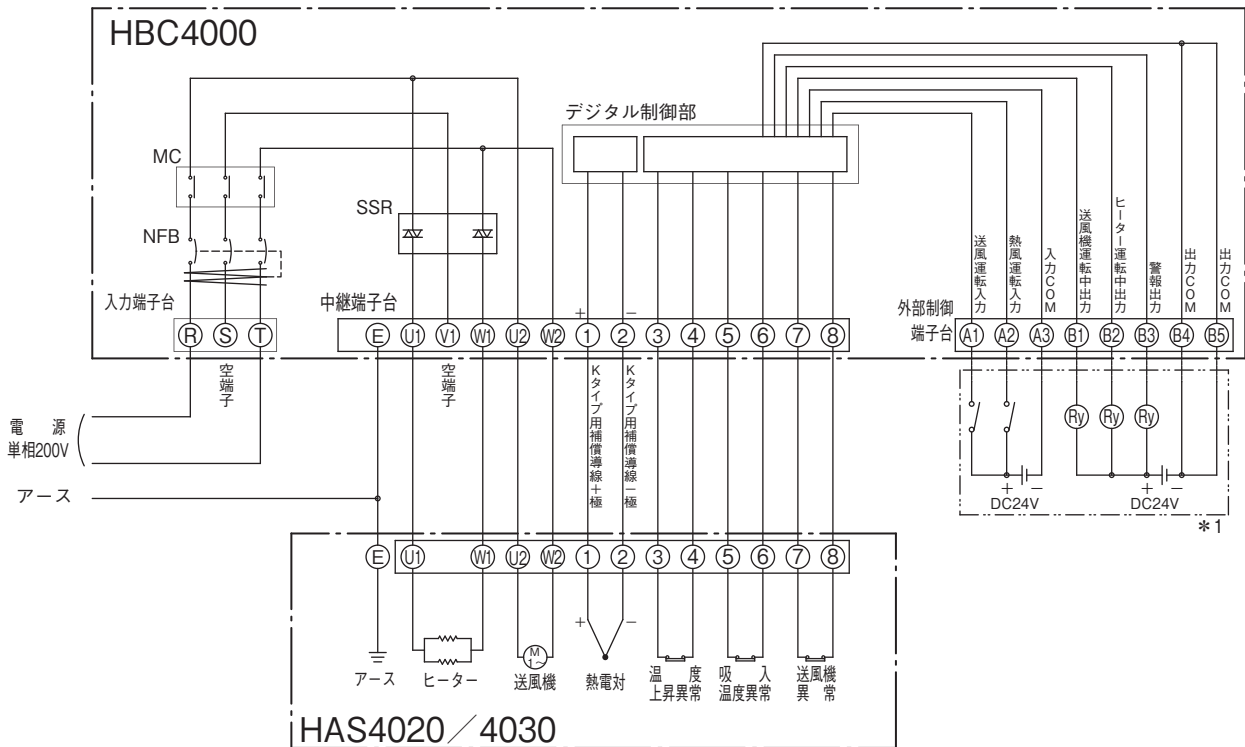 HBC4000
デジタル制御部
MC
SSR
NFB
送風運転入力
熱風運転入力
入力COM
送風機運転中出力
ヒーター運転中出力
警報出力
出力COM
出力COM
入力端子台
中継端子台
外部制御
端子台
+
−
R
S
T
E
U1
V1
W1
U2
W2
1
2
3
4
5
6
7
8
A1
A2
A3
B1
B2
B3
B4
B5
空端子
空端子
Kタイプ用補償導線+極
Kタイプ用補償導線−極
電源
単相200V
アース
Ry
Ry
Ry
+ −
DC24V
+ −
DC24V
*1
E
U1
W1
U2
W2
1
2
3
4
5
6
7
8
+
−
M
1~
アース
ヒーター
送風機
熱電対
温度
上昇異常
吸入
温度異常
送風機
異常
HAS4020/4030